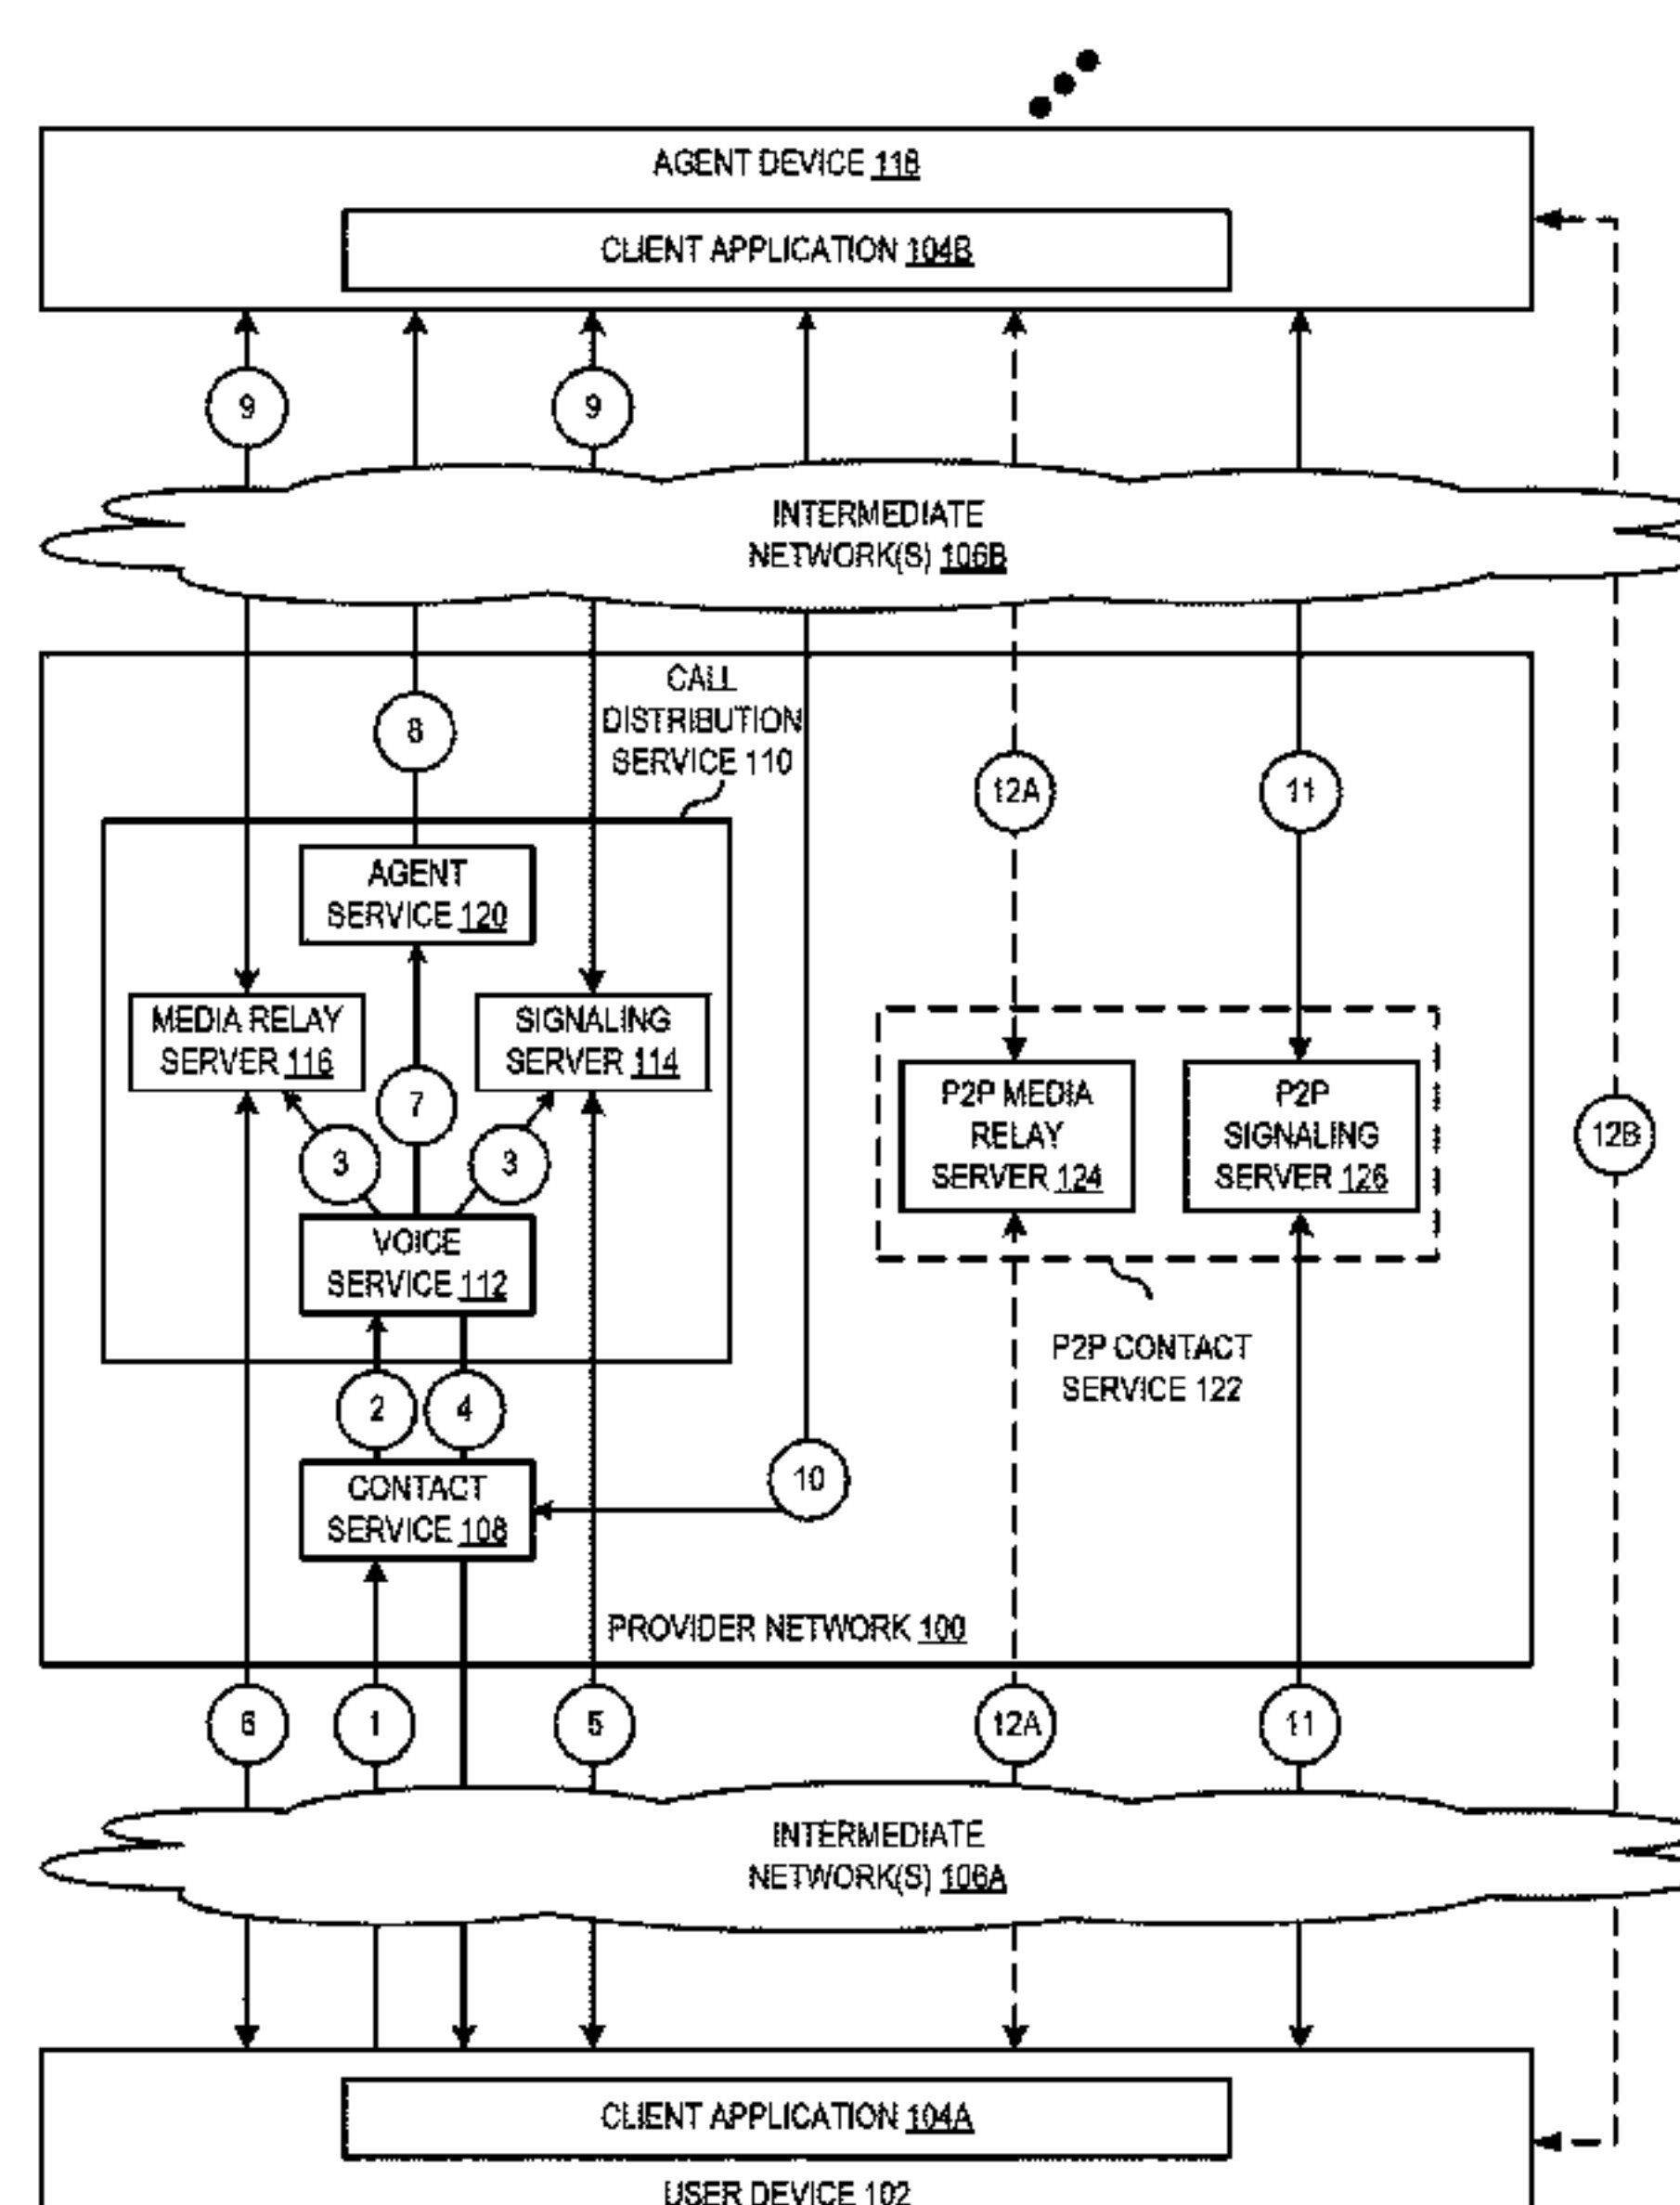 AGENT DEVICE 118
CLIENT APPLICATION 104B
9
9
INTERMEDIATE
NETWORK(S) 106B
CALL
DISTRIBUTION
SERVICE 110
8
12A
11
AGENT
SERVICE 120
MEDIA RELAY
SERVER 116
SIGNALING
SERVER 114
7
3
3
P2P MEDIA
RELAY
SERVER 124
P2P
SIGNALING
SERVER 126
12B
VOICE
SERVICE 112
P2P CONTACT
SERVICE 122
2
4
10
CONTACT
SERVICE 108
PROVIDER NETWORK 100
6
1
5
12A
11
INTERMEDIATE
NETWORK(S) 106A
CLIENT APPLICATION 104A
USER DEVICE 102